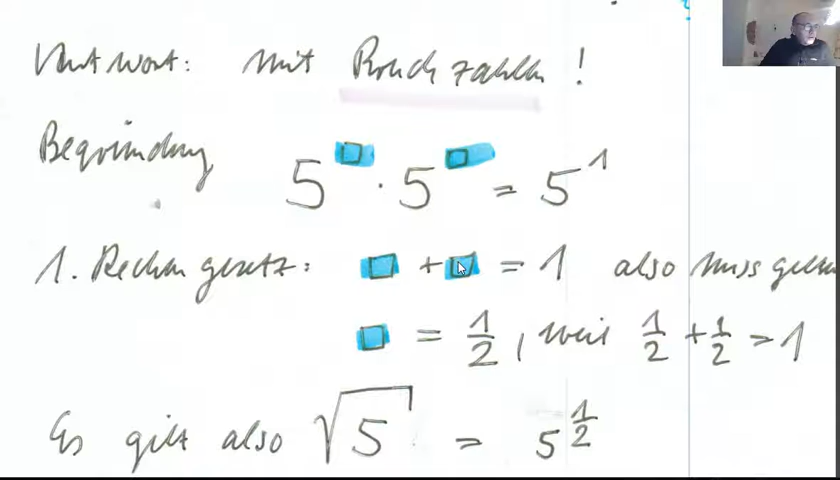 Antwort: mit Bruchzahlen!
Begründung
5^□ · 5^□ = 5^1
1. Rechengesetz: □ + □ = 1 also muss gelten
□ = 1/2, weil 1/2 + 1/2 = 1
Es gilt also √5 = 5^(1/2)